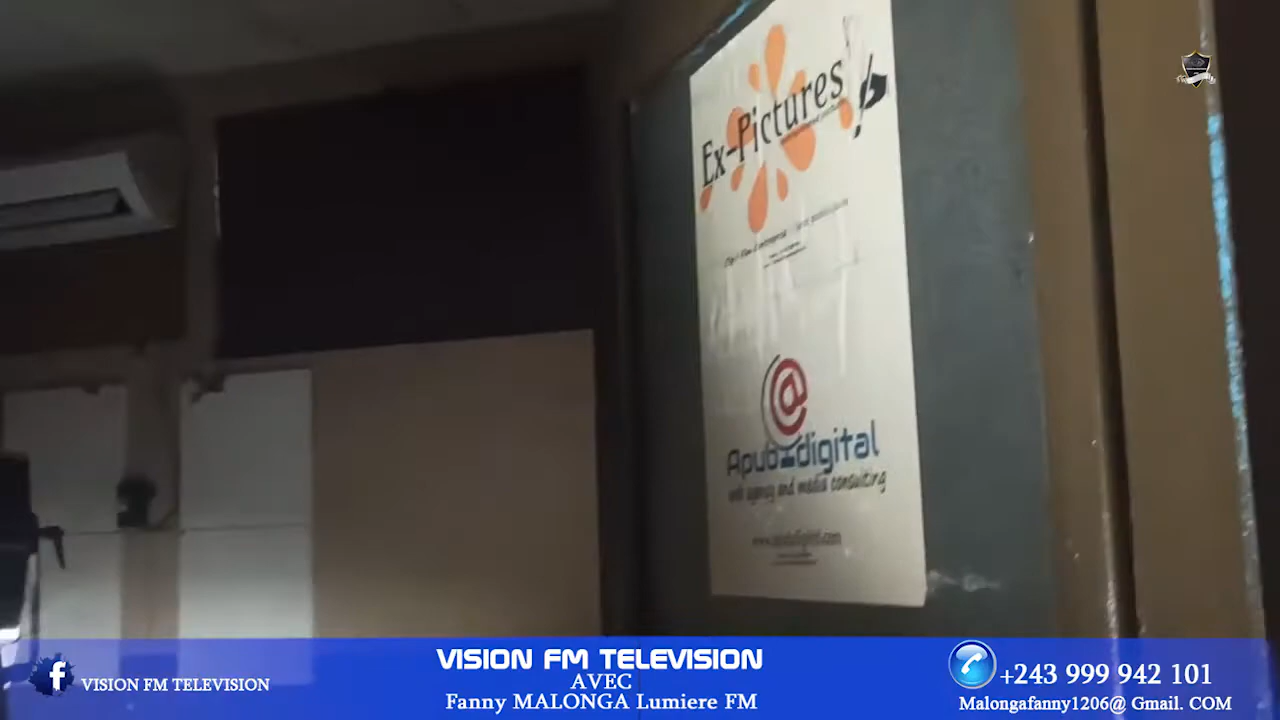 Ex-Pictures
@
Apub digital
web agency and media consulting
VISION FM TELEVISION
AVEC
Fanny MALONGA Lumiere FM
VISION FM TELEVISION
+243 999 942 101
Malongafanny1206@ Gmail. COM